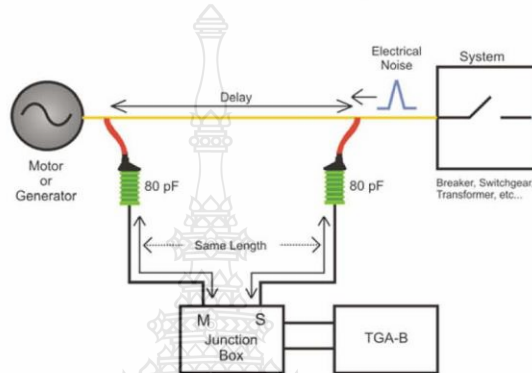 Electrical
Noise
System
Delay
Motor
or
Generator
80 pF
80 pF
Breaker, Switchgear,
Transformer, etc...
Same Length
M
S
Junction
Box
TGA-B